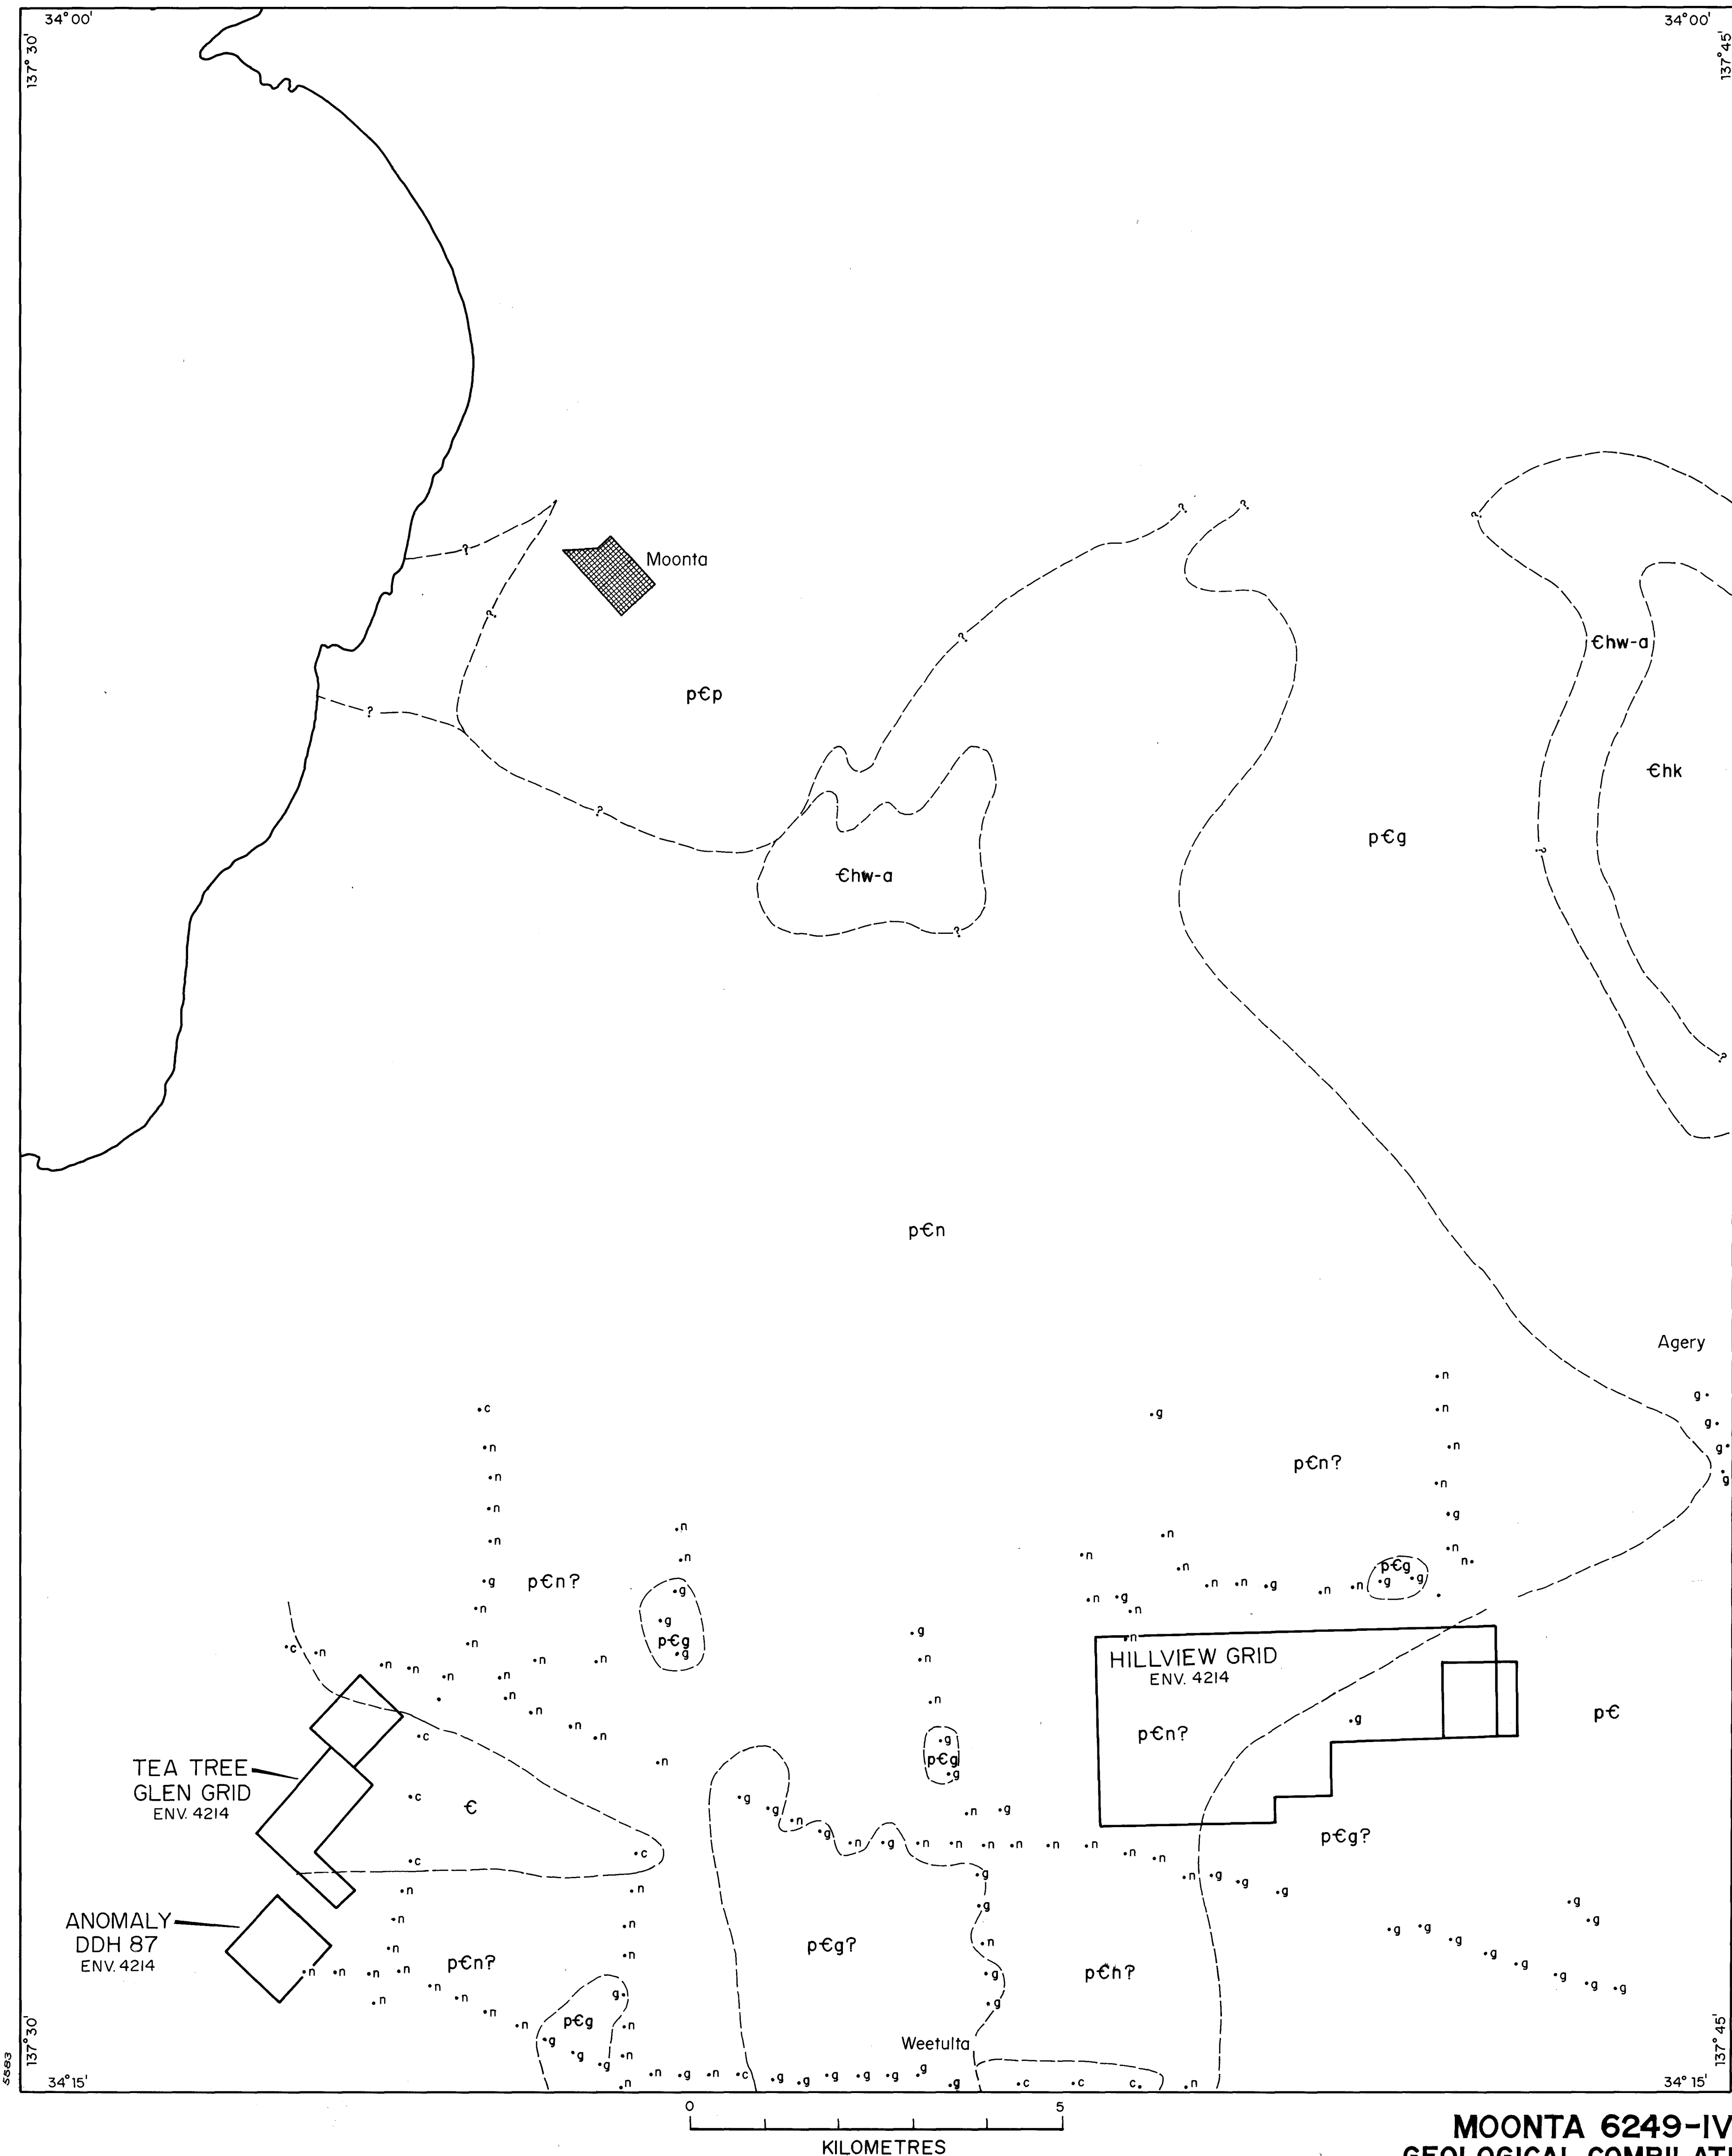 34°00'
34°00'
137°30'
137°45'
Moonta
?
?
?
?
?
?
?
?
?
?
?
p€p
€hw-a
€hw-a
€hk
p€g
p€n
Agery
p€n?
p€n?
p€g
p€g
HILLVIEW GRID
ENV. 4214
p€n?
p€
p€g
TEA TREE
GLEN GRID
ENV. 4214
€
p€g?
ANOMALY
DDH 87
ENV. 4214
p€n?
p€g?
p€n?
p€g
Weetulta
137°30'
137°45'
5583
34°15'
34°15'
0 5
KILOMETRES
MOONTA 6249-IV